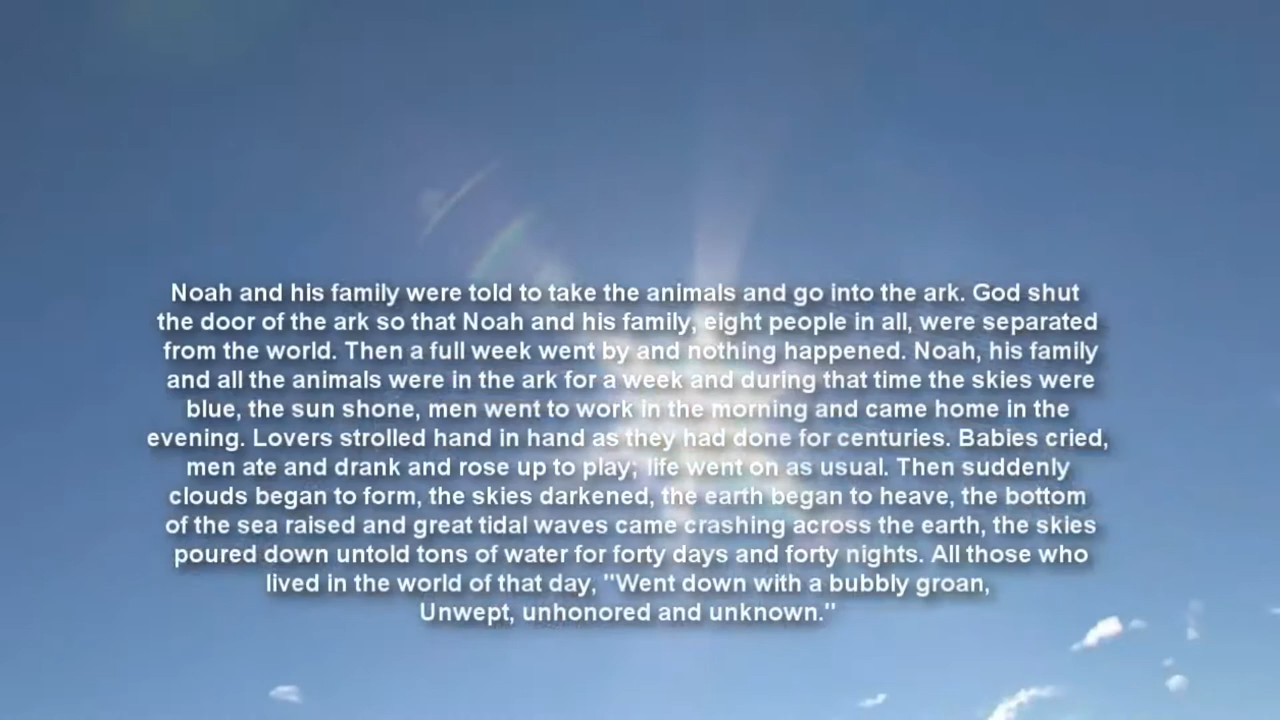 Noah and his family were told to take the animals and go into the ark. God shut
the door of the ark so that Noah and his family, eight people in all, were separated
from the world. Then a full week went by and nothing happened. Noah, his family
and all the animals were in the ark for a week and during that time the skies were
blue, the sun shone, men went to work in the morning and came home in the
evening. Lovers strolled hand in hand as they had done for centuries. Babies cried,
men ate and drank and rose up to play; life went on as usual. Then suddenly
clouds began to form, the skies darkened, the earth began to heave, the bottom
of the sea raised and great tidal waves came crashing across the earth, the skies
poured down untold tons of water for forty days and forty nights. All those who
lived in the world of that day, "Went down with a bubbly groan,
Unwept, unhonored and unknown."